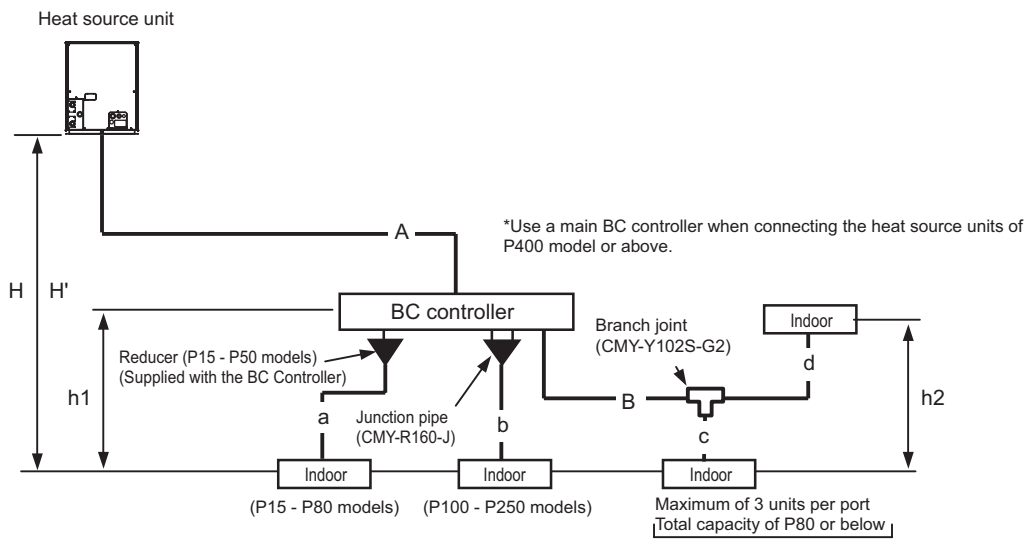 Heat source unit
A
*Use a main BC controller when connecting the heat source units of
P400 model or above.
H
H'
BC controller
Indoor
Branch joint
(CMY-Y102S-G2)
Reducer (P15 - P50 models)
(Supplied with the BC Controller)
d
h1
h2
B
a
Junction pipe
(CMY-R160-J)
b
c
Indoor
Indoor
Indoor
(P15 - P80 models)
(P100 - P250 models)
Maximum of 3 units per port
Total capacity of P80 or below